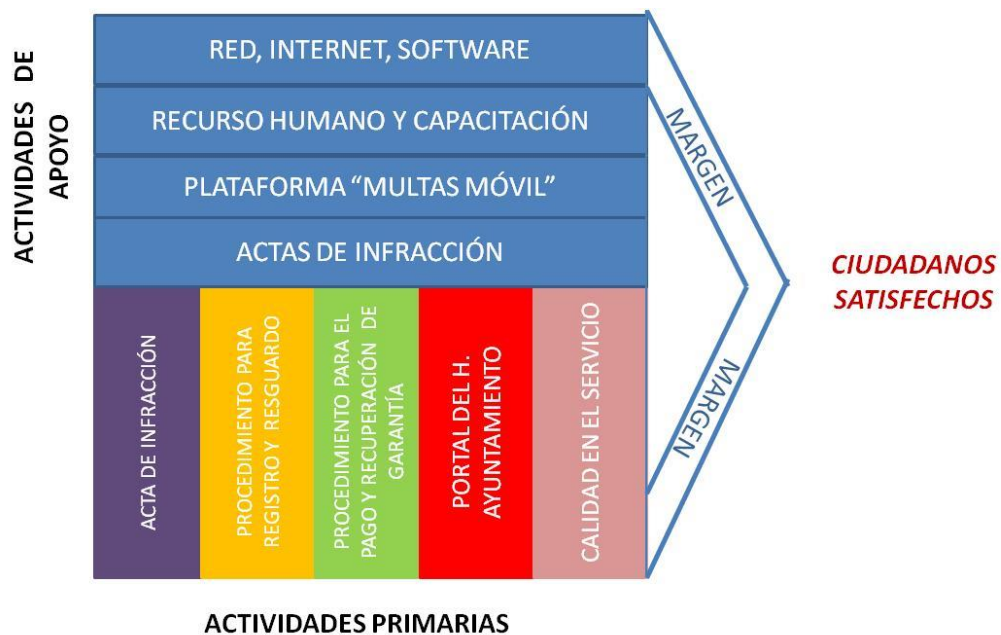 ACTIVIDADES DE
APOYO
RED, INTERNET, SOFTWARE
RECURSO HUMANO Y CAPACITACIÓN
PLATAFORMA “MULTAS MÓVIL”
ACTAS DE INFRACCIÓN
ACTA DE INFRACCIÓN
PROCEDIMIENTO PARA
REGISTRO Y RESGUARDO
PROCEDIMIENTO PARA EL
PAGO Y RECUPERACIÓN DE
GARANTÍA
PORTAL DEL H.
AYUNTAMIENTO
CALIDAD EN EL SERVICIO
MARGEN
MARGEN
CIUDADANOS
SATISFECHOS
ACTIVIDADES PRIMARIAS